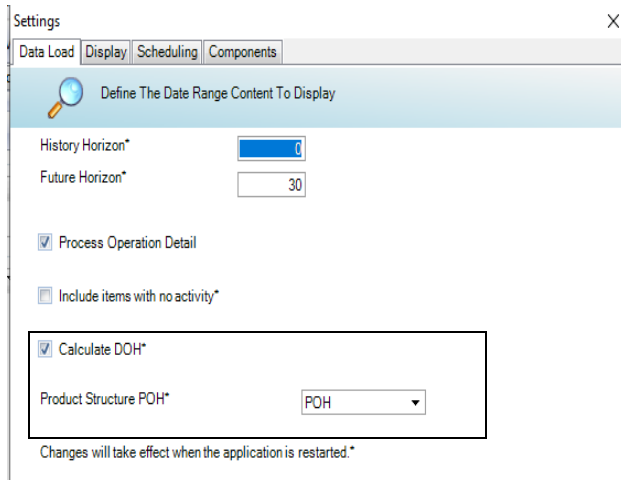 Settings
Data Load Display Scheduling Components
Define The Date Range Content To Display
History Horizon* 0
Future Horizon* 30
Process Operation Detail
Include items with no activity*
Calculate DOH*
Product Structure POH* POH
Changes will take effect when the application is restarted.*